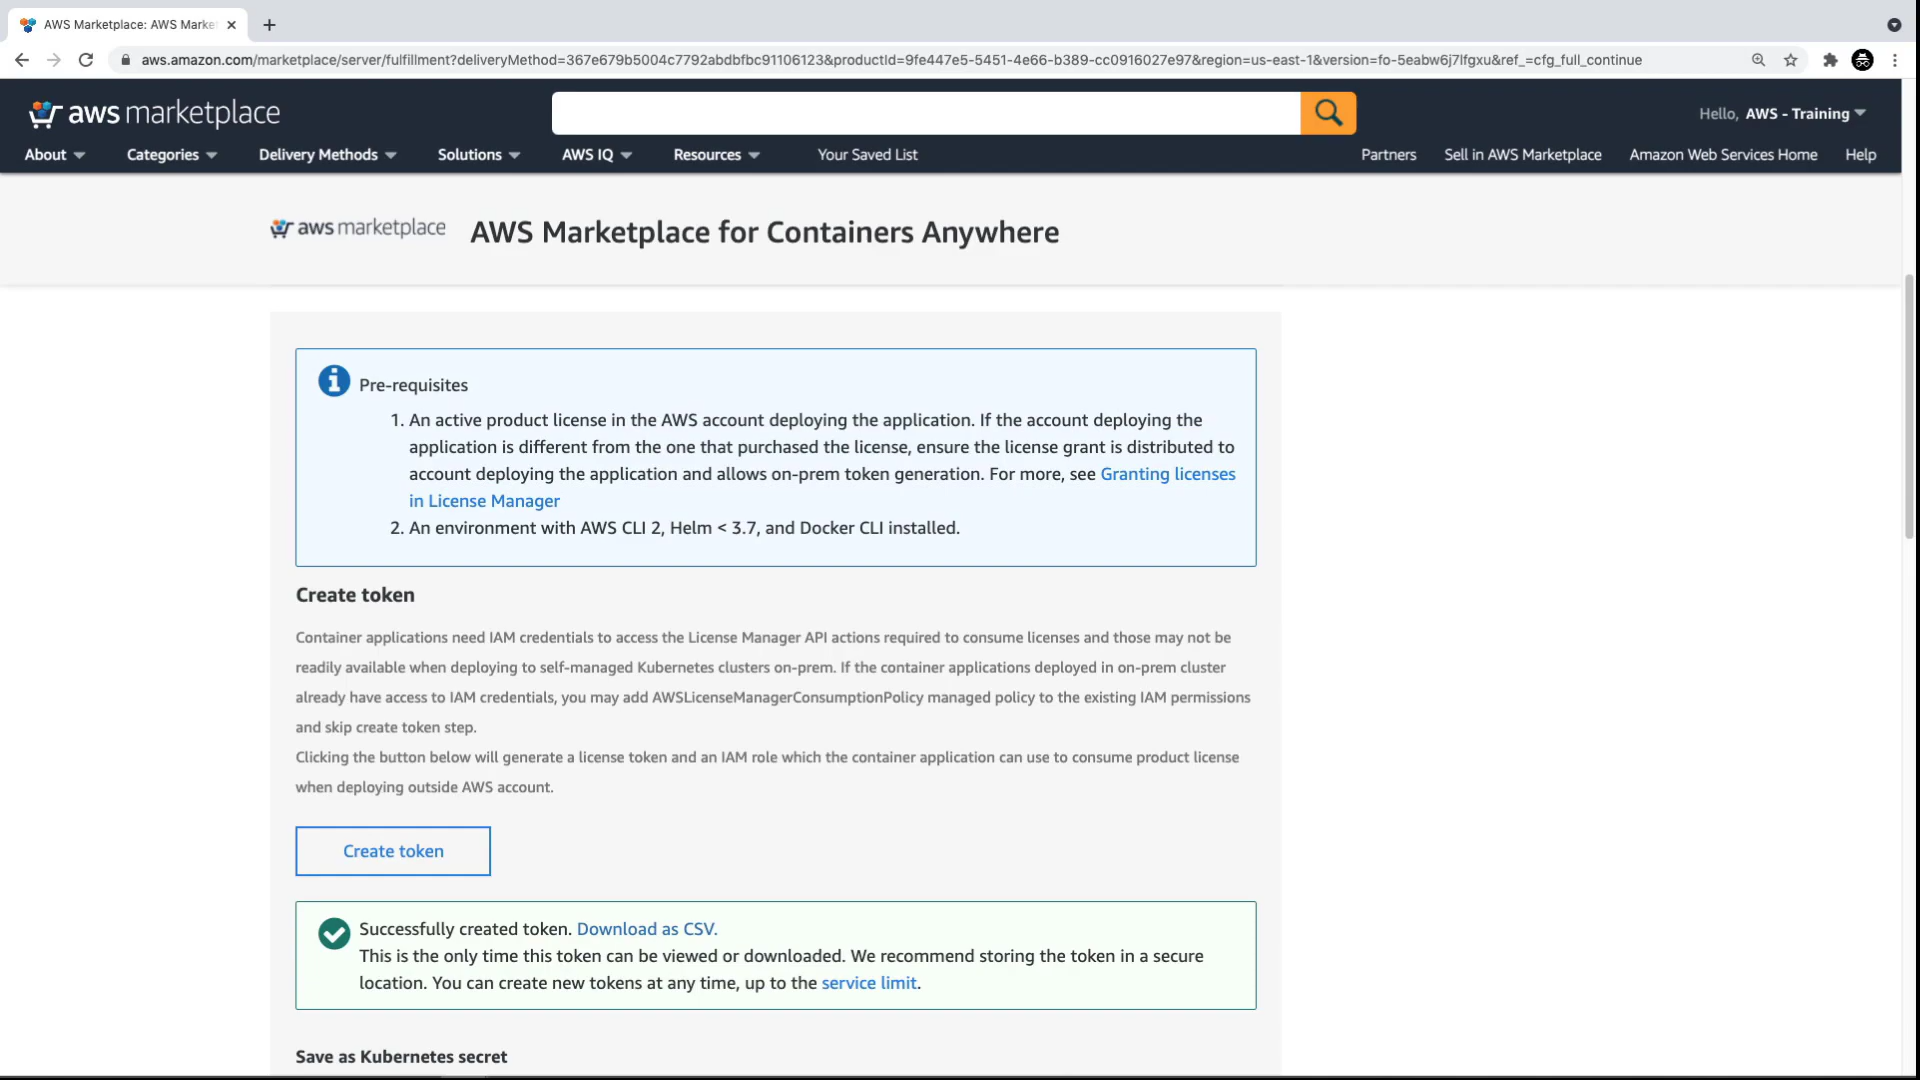 AWS Marketplace: AWS Marke
aws.amazon.com/marketplace/server/fulfillment?deliveryMethod=367e679b5004c7792abdbfbc91106123&productId=9fe447e5-5451-4e66-b389-cc0916027e97&region=us-east-1&version=fo-5eabw6j7lfgxu&ref_=cfg_full_continue
aws marketplace
Hello, AWS - Training
About Categories Delivery Methods Solutions AWS IQ Resources Your Saved List Partners Sell in AWS Marketplace Amazon Web Services Home Help
aws marketplace AWS Marketplace for Containers Anywhere
Pre-requisites
1. An active product license in the AWS account deploying the application. If the account deploying the
application is different from the one that purchased the license, ensure the license grant is distributed to
account deploying the application and allows on-prem token generation. For more, see Granting licenses
in License Manager
2. An environment with AWS CLI 2, Helm < 3.7, and Docker CLI installed.
Create token
Container applications need IAM credentials to access the License Manager API actions required to consume licenses and those may not be
readily available when deploying to self-managed Kubernetes clusters on-prem. If the container applications deployed in on-prem cluster
already have access to IAM credentials, you may add AWSLicenseManagerConsumptionPolicy managed policy to the existing IAM permissions
and skip create token step.
Clicking the button below will generate a license token and an IAM role which the container application can use to consume product license
when deploying outside AWS account.
Create token
Successfully created token. Download as CSV.
This is the only time this token can be viewed or downloaded. We recommend storing the token in a secure
location. You can create new tokens at any time, up to the service limit.
Save as Kubernetes secret